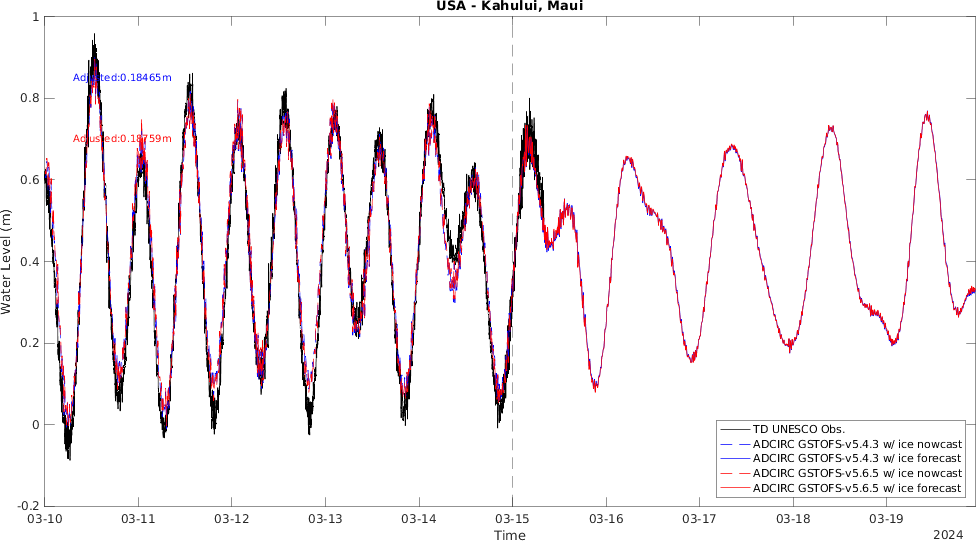 USA - Kahului, Maui
1
0.8
0.6
0.4
0.2
0
-0.2
Water Level (m)
Adjusted:0.18465m
Adjusted:0.18759m
TD UNESCO Obs.
ADCIRC GSTOFS-v5.4.3 w/ ice nowcast
ADCIRC GSTOFS-v5.4.3 w/ ice forecast
ADCIRC GSTOFS-v5.6.5 w/ ice nowcast
ADCIRC GSTOFS-v5.6.5 w/ ice forecast
03-10 03-11 03-12 03-13 03-14 03-15 03-16 03-17 03-18 03-19
Time
2024